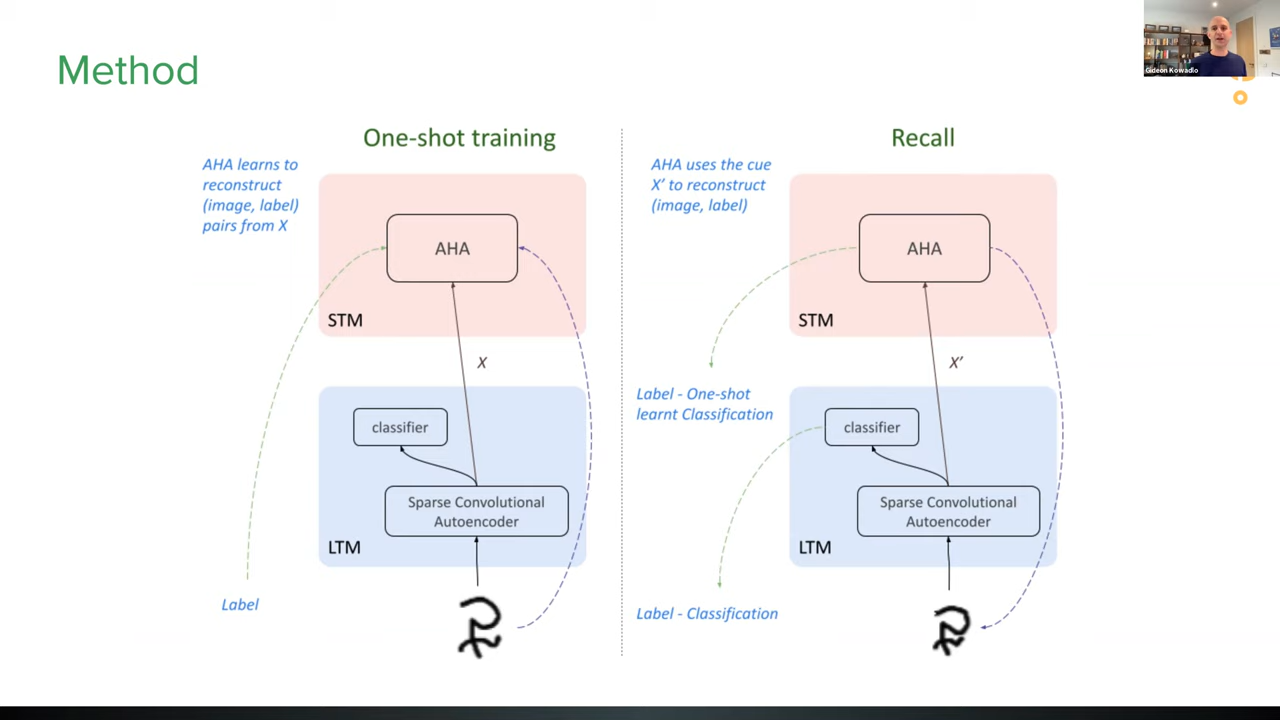 Method
Gideon Kowadlo
One-shot training
AHA learns to
reconstruct
(image, label)
pairs from X
AHA
STM
X
classifier
Sparse Convolutional
Autoencoder
LTM
Label
Recall
AHA uses the cue
X’ to reconstruct
(image, label)
AHA
STM
X’
Label - One-shot
learnt Classification
classifier
Sparse Convolutional
Autoencoder
LTM
Label - Classification